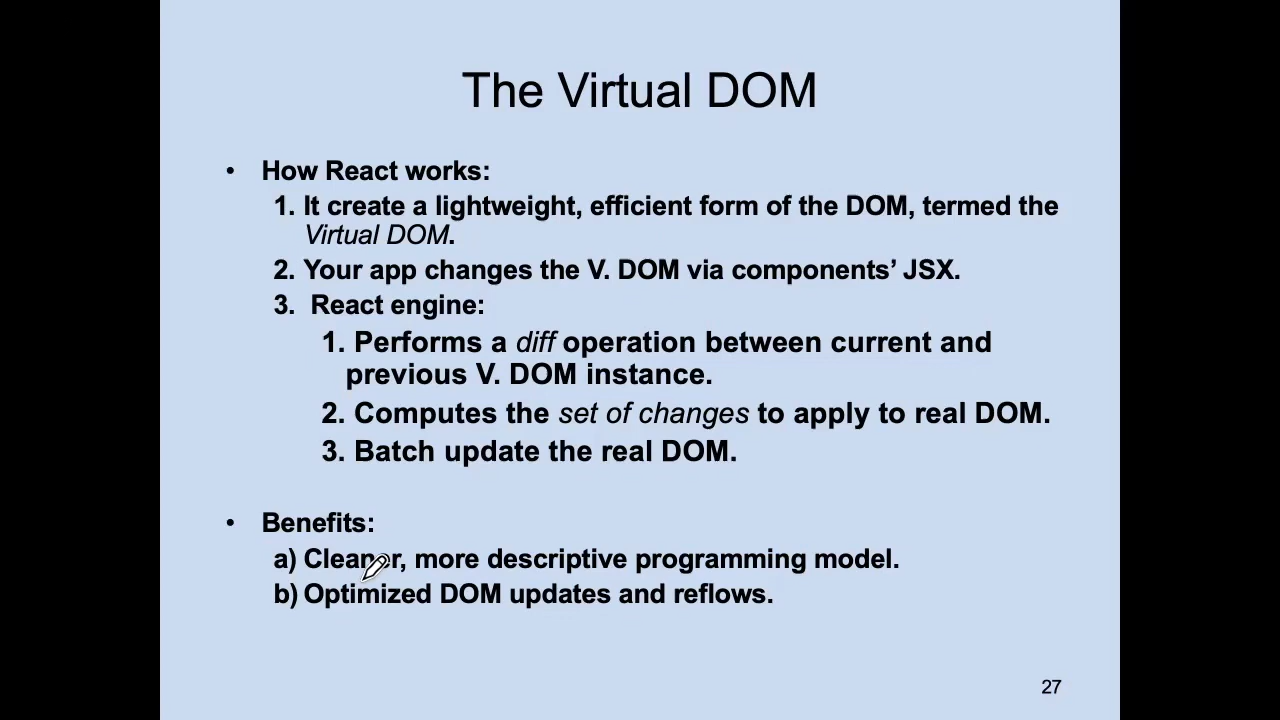 The Virtual DOM
• How React works:
1. It create a lightweight, efficient form of the DOM, termed the
Virtual DOM.
2. Your app changes the V. DOM via components’ JSX.
3. React engine:
1. Performs a diff operation between current and
previous V. DOM instance.
2. Computes the set of changes to apply to real DOM.
3. Batch update the real DOM.
• Benefits:
a) Cleaner, more descriptive programming model.
b) Optimized DOM updates and reflows.
27